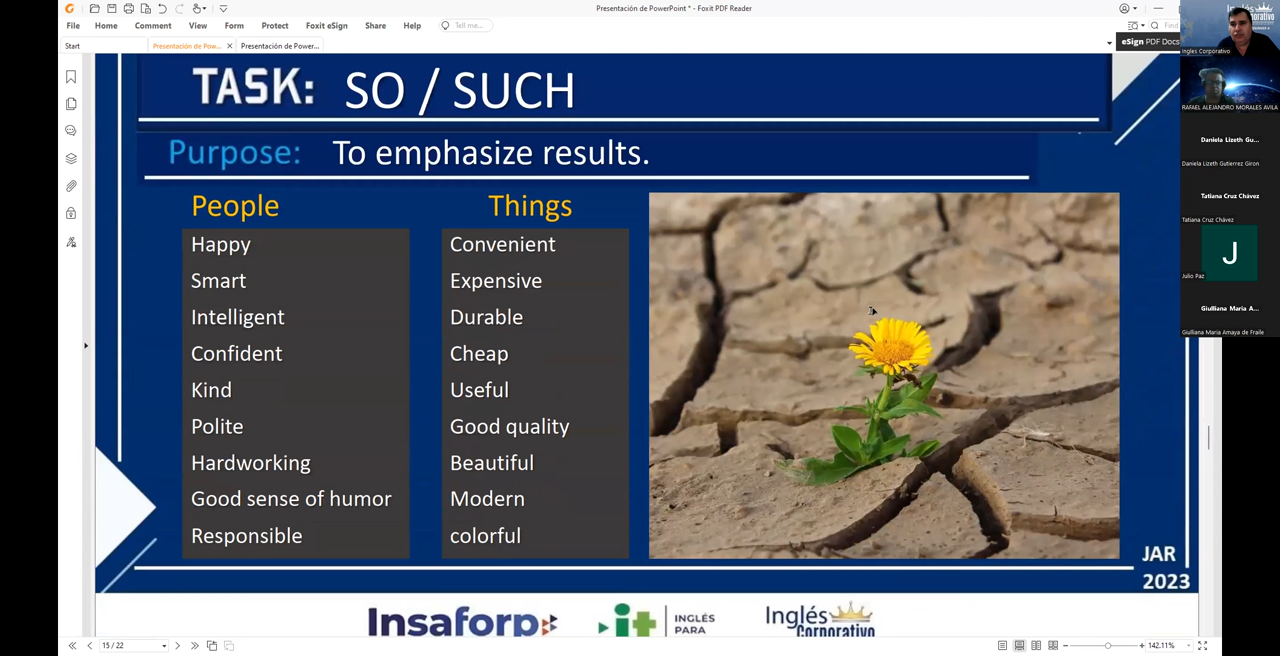 Presentación de PowerPoint * - Foxit PDF Reader
File Home Comment View Form Protect Foxit eSign Share Help Tell me...
Find
Start Presentación de Pow... Presentación de Power...
eSign PDF Docs
TASK: SO / SUCH
Purpose: To emphasize results.
People
Happy
Smart
Intelligent
Confident
Kind
Polite
Hardworking
Good sense of humor
Responsible
Things
Convenient
Expensive
Durable
Cheap
Useful
Good quality
Beautiful
Modern
colorful
JAR
2023
Insaforp
it
INGLÉS
PARA
Inglés
Corporativo
15 / 22
142.11%
Ingles Corporativo
RAFAEL ALEJANDRO MORALES AVILA
Daniela Lizeth Gu...
Daniela Lizeth Gutierrez Giron
Tatiana Cruz Chávez
Tatiana Cruz Chávez
J
Julio Paz
Giulliana Maria A...
Giulliana Maria Amaya de Fraile